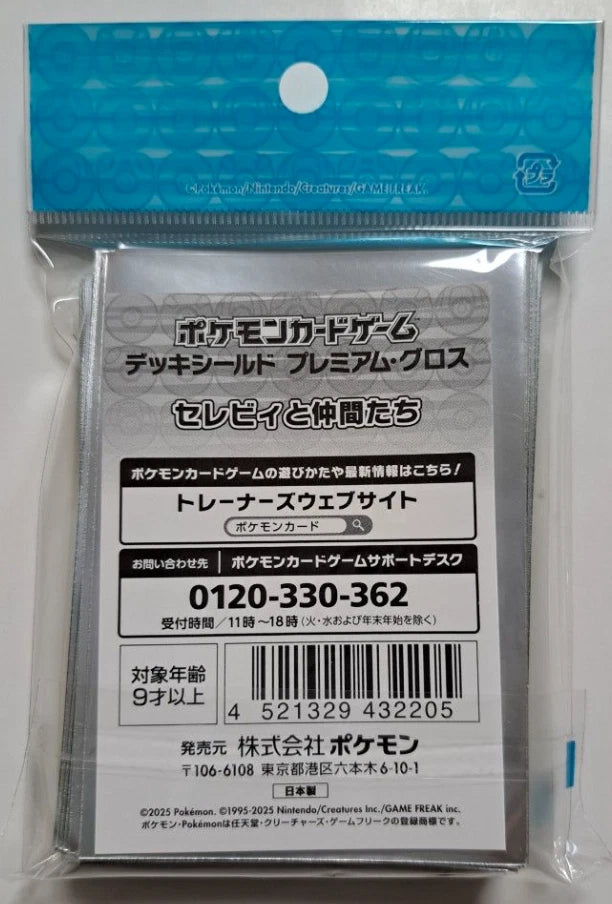 ©Pokémon/Nintendo/Creatures/GAME FREAK.
プラ
ポケモンカードゲーム
デッキシールド プレミアム・グロス
セレビィと仲間たち
ポケモンカードゲームの遊びかたや最新情報はこちら!
トレーナーズウェブサイト
ポケモンカード
お問い合わせ先 ポケモンカードゲームサポートデスク
0120-330-362
受付時間/11時~18時(火・水および年末年始を除く)
対象年齢
9才以上
4 521329 432205
発売元 株式会社ポケモン
〒106-6108 東京都港区六本木6-10-1
日本製
©2025 Pokémon. ©1995-2025 Nintendo/Creatures Inc./GAME FREAK inc.
ポケモン・Pokémonは任天堂・クリーチャーズ・ゲームフリークの登録商標です。